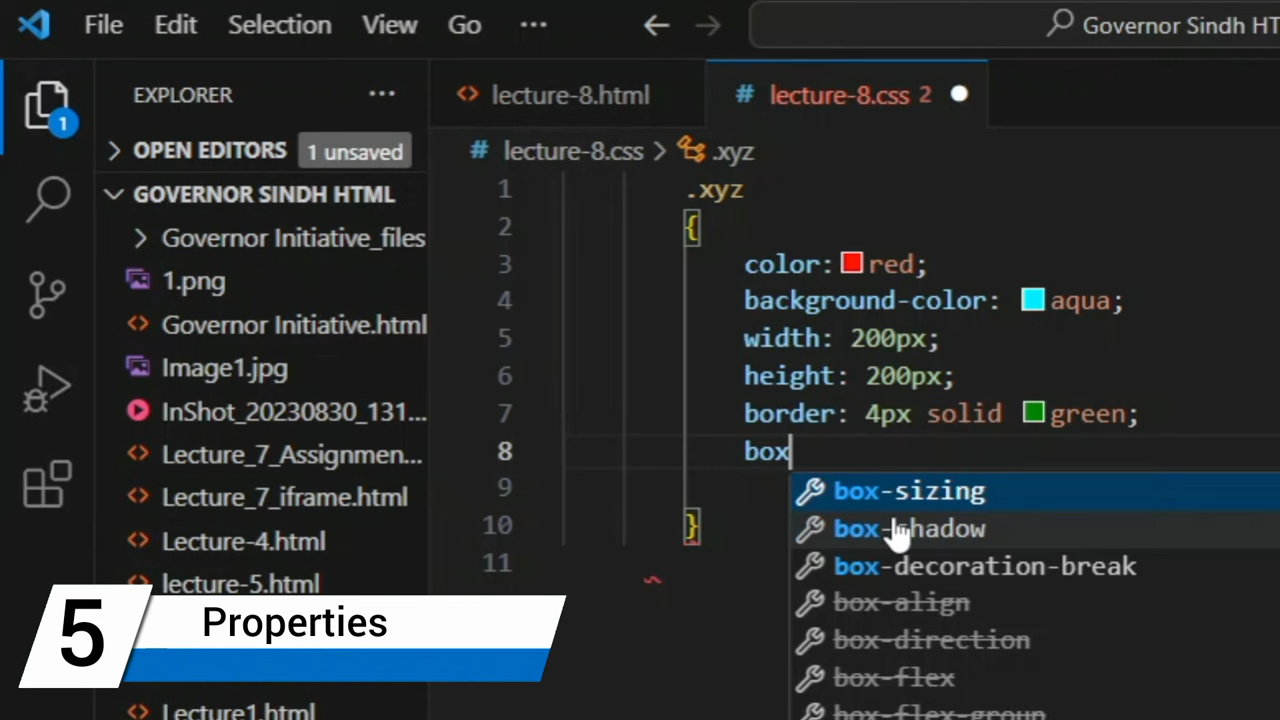 File Edit Selection View Go ...
Governor Sindh HT
EXPLORER ...
lecture-8.html
# lecture-8.css 2
OPEN EDITORS 1 unsaved
# lecture-8.css > .xyz
GOVERNOR SINDH HTML
Governor Initiative_files
1.png
Governor Initiative.html
Image1.jpg
InShot_20230830_131...
Lecture_7_Assignmen...
Lecture_7_iframe.html
Lecture-4.html
lecture-5.html
Lecture1.html
1
1 .xyz
2 {
3 color: red;
4 background-color: aqua;
5 width: 200px;
6 height: 200px;
7 border: 4px solid green;
8 box
9
10 }
11
box-sizing
box-shadow
box-decoration-break
box-align
box-direction
box-flex
box-flex-group
5 Properties